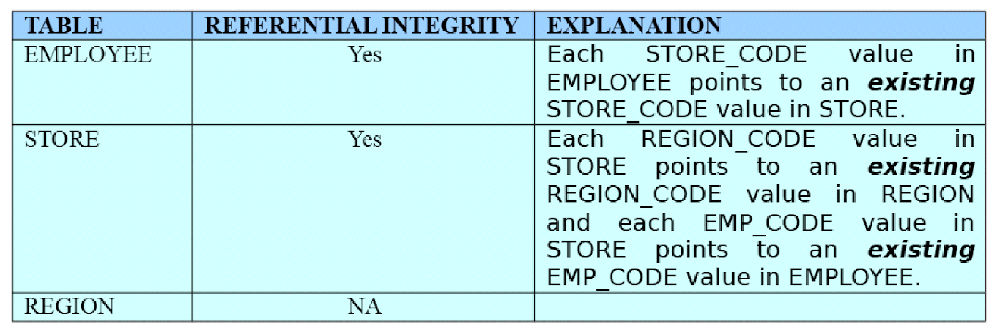 TABLE REFERENTIAL INTEGRITY EXPLANATION
EMPLOYEE Yes Each STORE_CODE value in
EMPLOYEE points to an existing
STORE_CODE value in STORE.
STORE Yes Each REGION_CODE value in
STORE points to an existing
REGION_CODE value in REGION
and each EMP_CODE value in
STORE points to an existing
EMP_CODE value in EMPLOYEE.
REGION NA